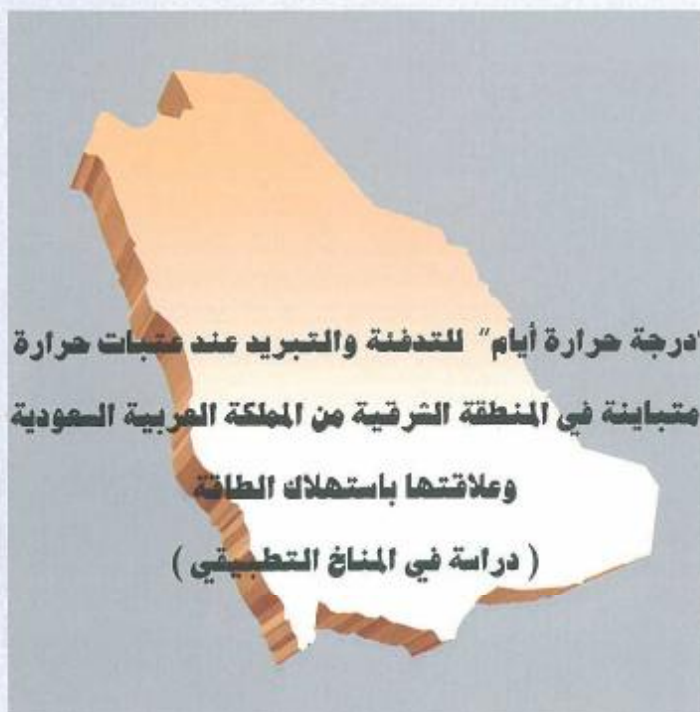 "درجة حرارة أيام" للتدفئة والتبريد عند عتبات حرارة
متباينة في المنطقة الشرقية من المملكة العربية السعودية
وعلاقتها باستهلاك الطاقة
( دراسة في المناخ التطبيقي )